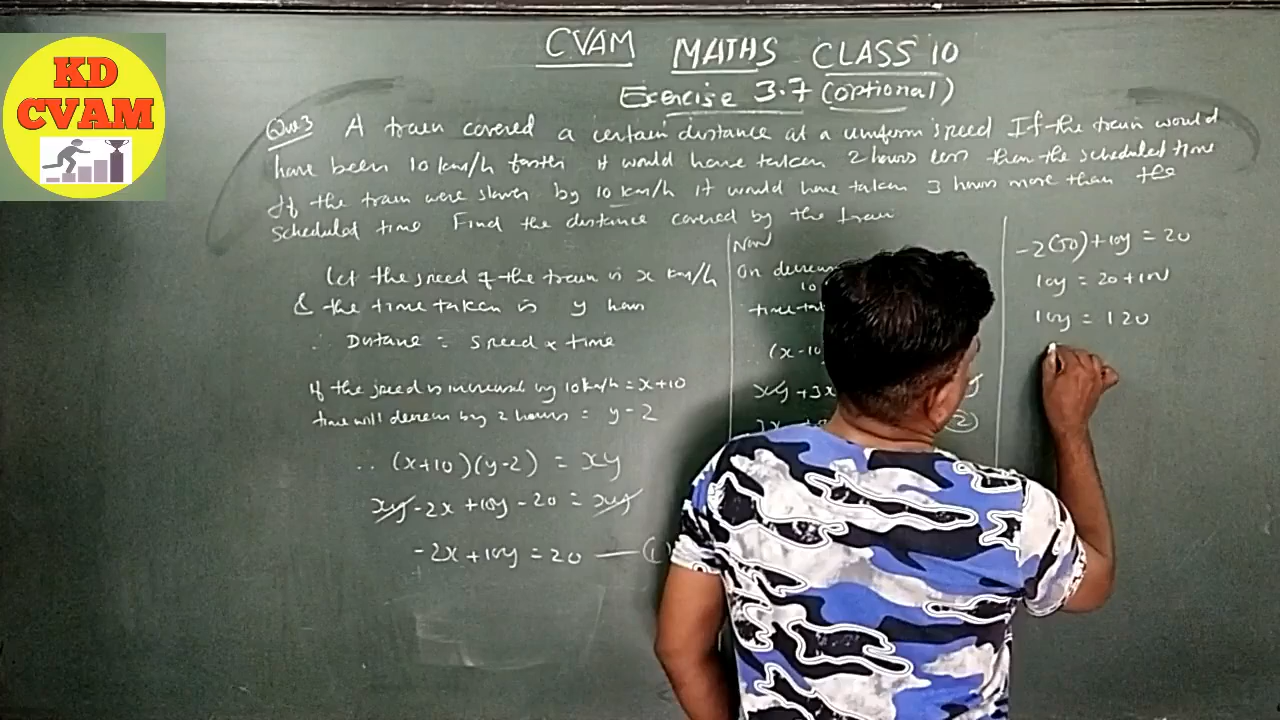 KD
CVAM
CVAM MATHS CLASS 10
Exercise 3.7 (optional)
Que3 A train covered a certain distance at a uniform speed If the train would
have been 10 km/h faster it would have taken 2 hours less than the scheduled time
If the train were slower by 10 km/h it would have taken 3 hours more than the
scheduled time Find the distance covered by the train
Let the speed of the train is x km/h
& the time taken is y hours
∴ Distance = speed × time
If the speed is increased by 10 km/h = x+10
time will decrease by 2 hours = y-2
∴ (x+10)(y-2) = xy
xy-2x+10y-20 = xy
-2x+10y = 20 —(1)
Now
On decreas
10
time tak
(x-10
xy+3x
(2)
-2(50)+10y = 20
10y = 20+100
10y = 120